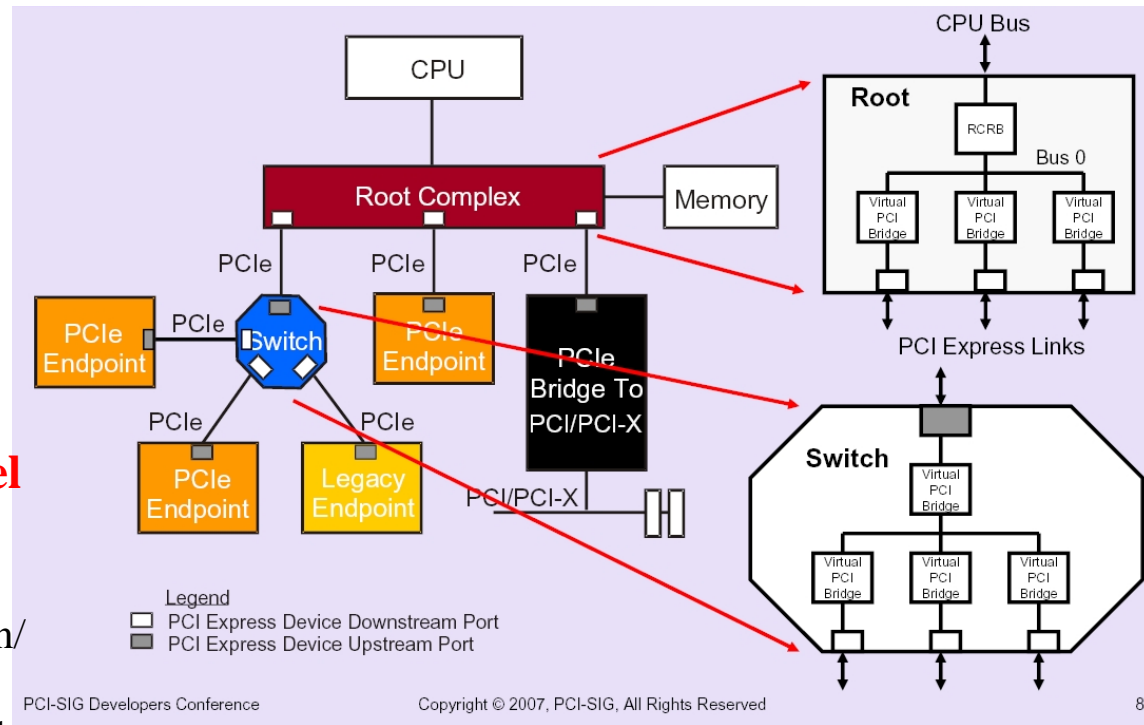 CPU
Root Complex
Memory
PCIe
PCIe
PCIe
PCIe
Endpoint
PCIe
Switch
PCIe
Endpoint
PCIe
Bridge To
PCI/PCI-X
PCIe
PCIe
PCIe
Endpoint
Legacy
Endpoint
PCI/PCI-X
Legend
PCI Express Device Downstream Port
PCI Express Device Upstream Port
CPU Bus
Root
RCRB
Bus 0
Virtual
PCI
Bridge
Virtual
PCI
Bridge
Virtual
PCI
Bridge
PCI Express Links
Switch
Virtual
PCI
Bridge
Virtual
PCI
Bridge
Virtual
PCI
Bridge
Virtual
PCI
Bridge
el
PCI-SIG Developers Conference
Copyright © 2007, PCI-SIG, All Rights Reserved
8